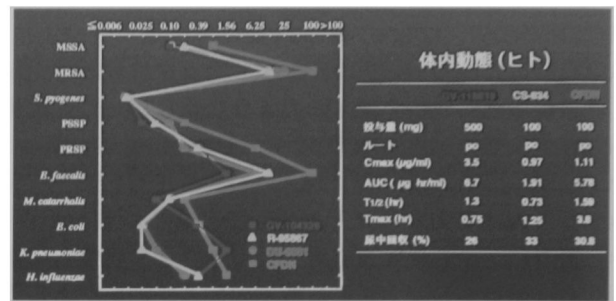 ≦0.006 0.025 0.10 0.39 1.56 6.25 25 100>100
MSSA
MRSA
S. pyogenes
PSSP
PRSP
E. faecalis
M. catarrhalis
E. coli
K. pneumoniae
H. influenzae
R-95867
CFDN
体内動態 (ヒト)
CS-834 CFDN
投与量 (mg) 500 100 100
ルート po po po
Cmax (μg/ml) 3.5 0.97 1.11
AUC ( μg hr/ml) 6.7 1.91 5.78
T1/2 (hr) 1.3 0.73 1.59
Tmax (hr) 0.75 1.25 3.8
尿中回収 (%) 26 33 30.8